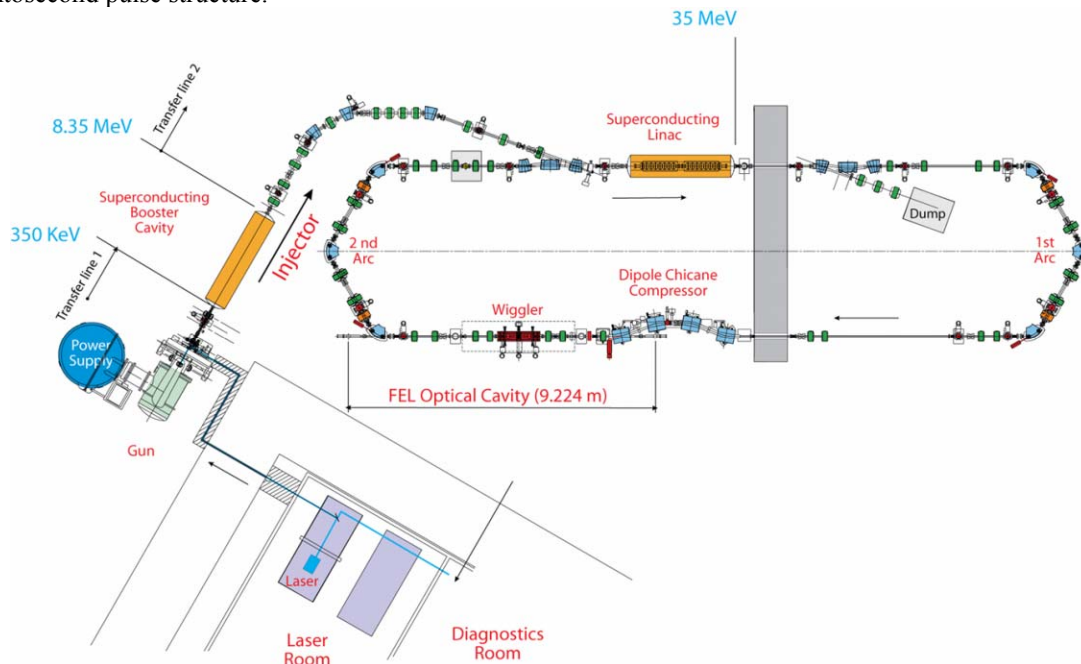 tosecond pulse structure.
35 MeV
Transfer line 2
8.35 MeV
Superconducting
Linac
Superconducting
Booster
Cavity
Injector
Dump
350 KeV
2 nd
Arc
1st
Arc
Transfer line 1
Dipole Chicane
Compressor
Wiggler
Power
Supply
FEL Optical Cavity (9.224 m)
Gun
Laser
Laser
Room
Diagnostics
Room